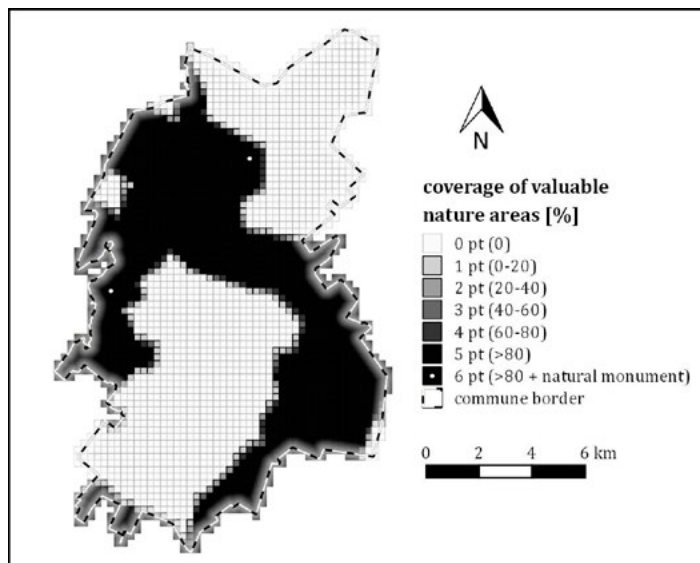 N
coverage of valuable
nature areas [%]
0 pt (0)
1 pt (0-20)
2 pt (20-40)
3 pt (40-60)
4 pt (60-80)
5 pt (>80)
6 pt (>80 + natural monument)
commune border
0 2 4 6 km